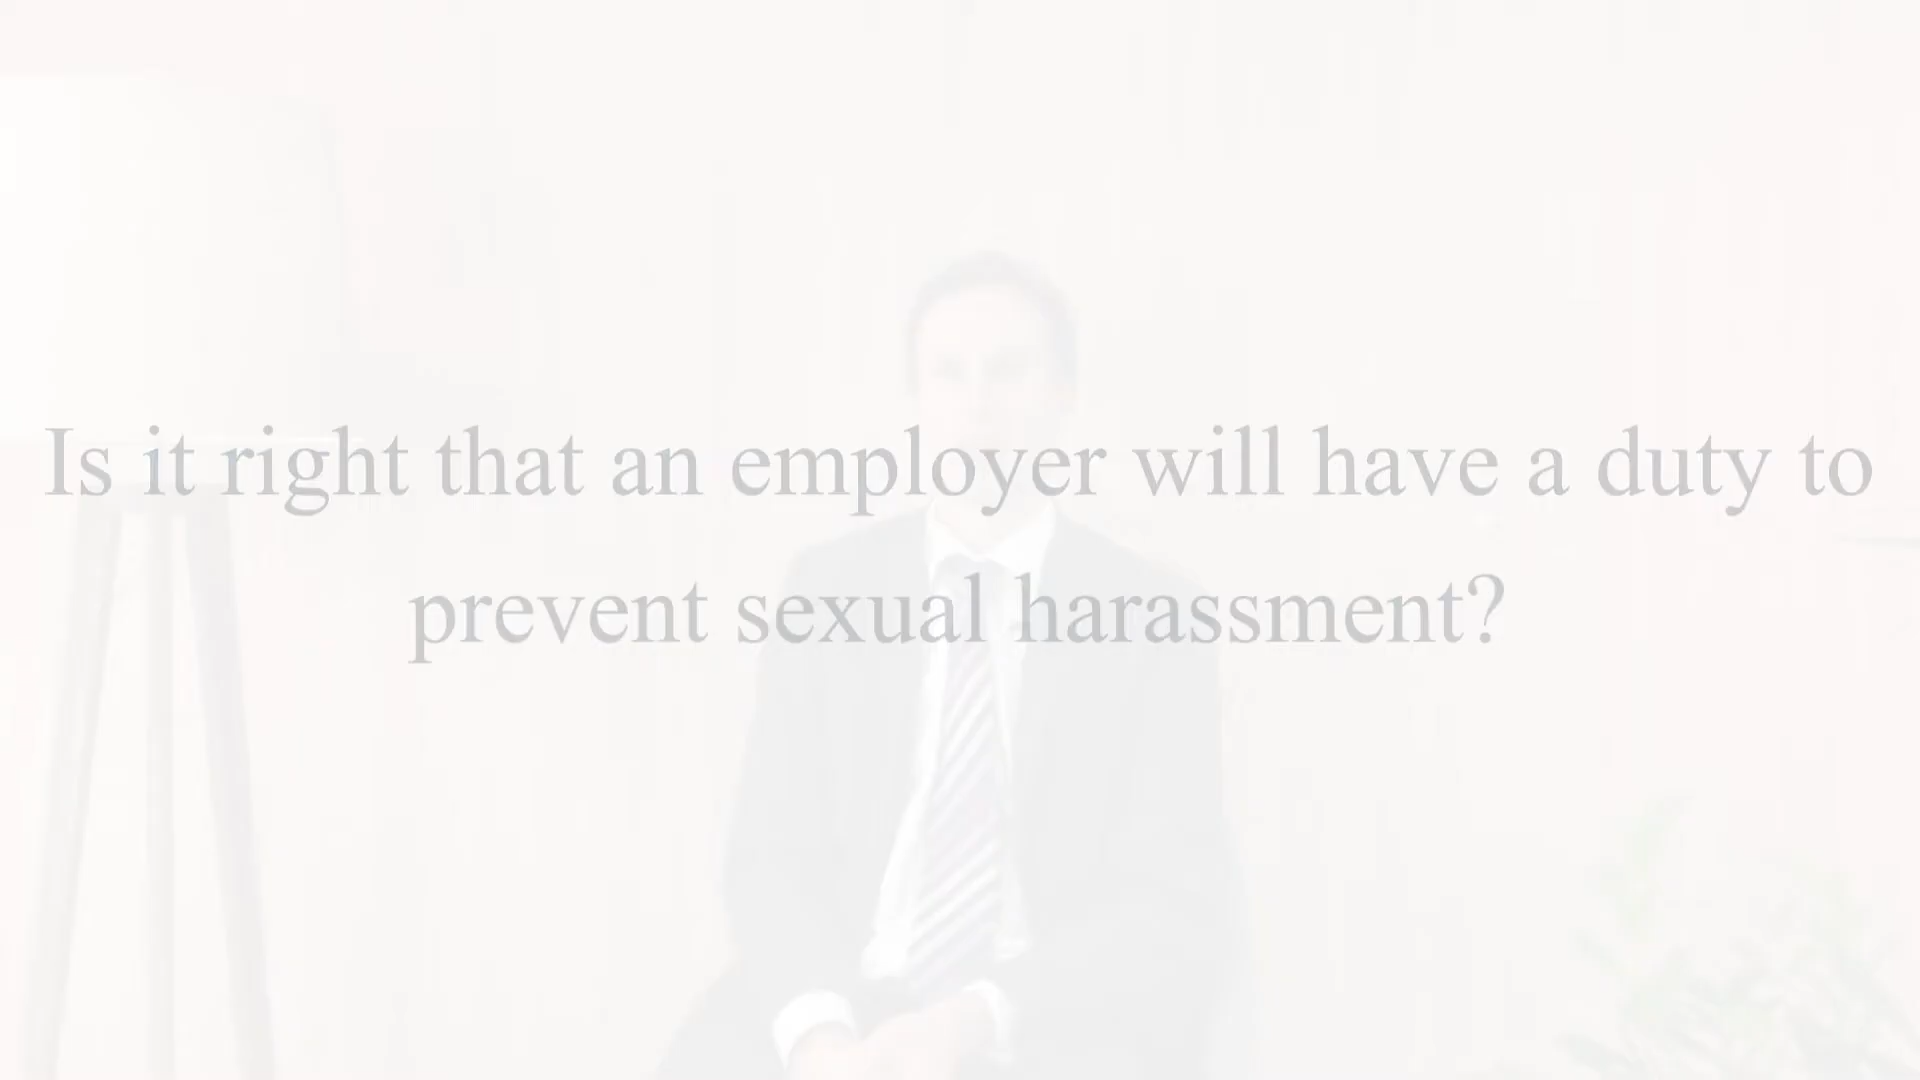 Is it right that an employer will have a duty to
prevent sexual harassment?